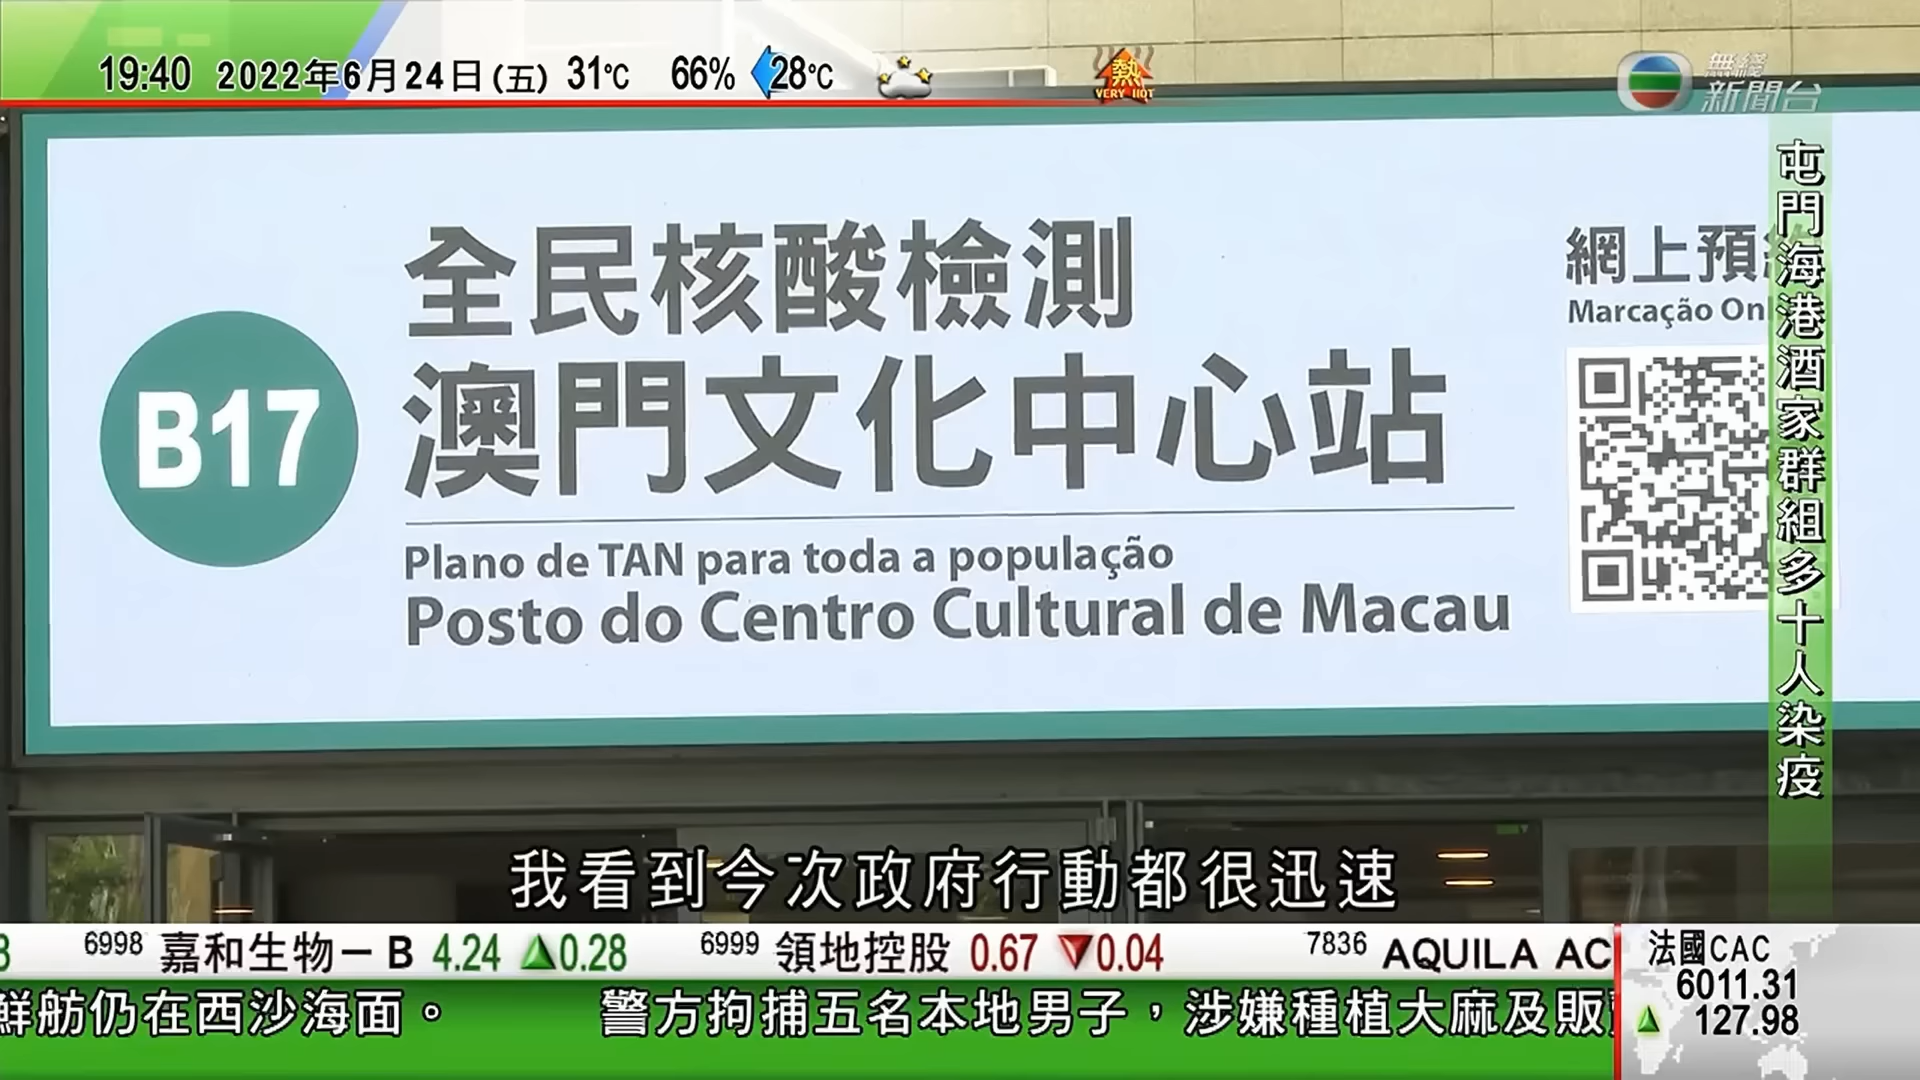 19:40 2022年6月24日(五) 31℃ 66% 28℃
熱
VERY HOT
無綫
新聞台
B17
全民核酸檢測
澳門文化中心站
Plano de TAN para toda a população
Posto do Centro Cultural de Macau
網上預
Marcação Onl
屯門海港酒家群組多十人染疫
我看到今次政府行動都很迅速
6998 嘉和生物－B 4.24 ▲0.28 6999 領地控股 0.67 ▼0.04 7836 AQUILA AC
鮮舫仍在西沙海面。 警方拘捕五名本地男子，涉嫌種植大麻及販
法國CAC
6011.31
▲ 127.98